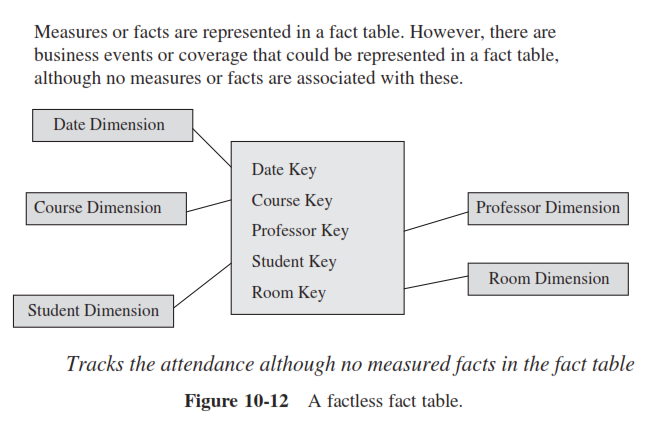 Measures or facts are represented in a fact table. However, there are
business events or coverage that could be represented in a fact table,
although no measures or facts are associated with these.
Date Dimension
Course Dimension
Student Dimension
Date Key
Course Key
Professor Key
Student Key
Room Key
Professor Dimension
Room Dimension
Tracks the attendance although no measured facts in the fact table
Figure 10-12 A factless fact table.